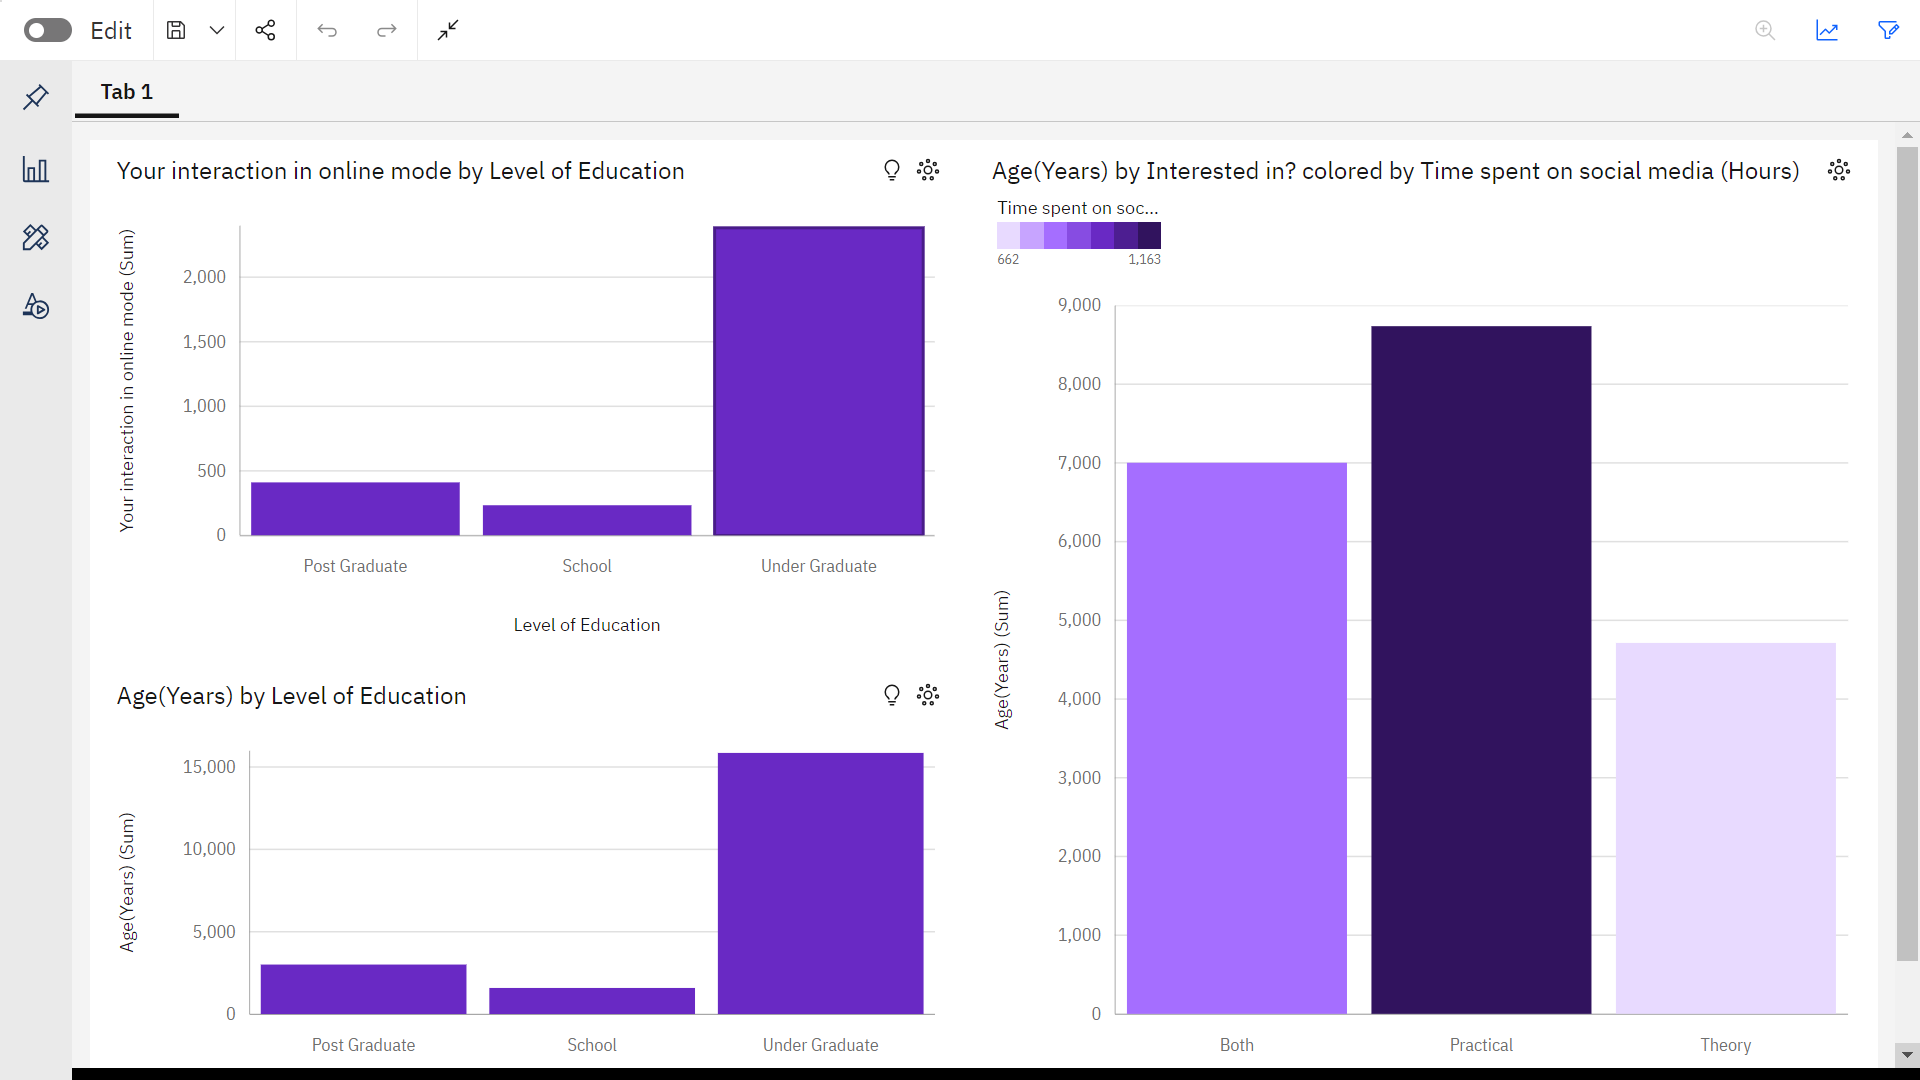 Edit
Tab 1
Your interaction in online mode by Level of Education
Your interaction in online mode (Sum)
2,000
1,500
1,000
500
0
Post Graduate School Under Graduate
Level of Education
Age(Years) by Level of Education
Age(Years) (Sum)
15,000
10,000
5,000
0
Post Graduate School Under Graduate
Age(Years) by Interested in? colored by Time spent on social media (Hours)
Time spent on soc...
662 1,163
Age(Years) (Sum)
9,000
8,000
7,000
6,000
5,000
4,000
3,000
2,000
1,000
0
Both Practical Theory